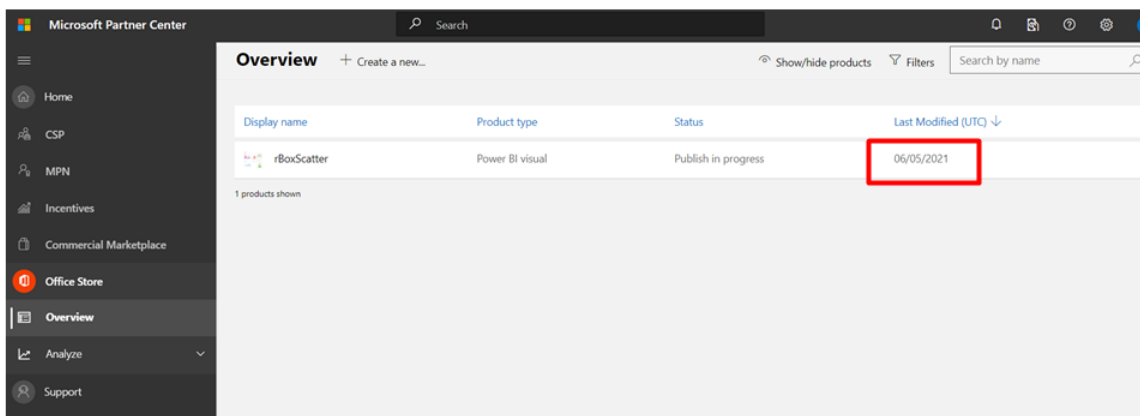 Microsoft Partner Center
Search
Overview
Create a new...
Show/hide products
Filters
Search by name
Home
CSP
MPN
Incentives
Commercial Marketplace
Office Store
Overview
Analyze
Support
Display name
Product type
Status
Last Modified (UTC)
rBoxScatter
Power BI visual
Publish in progress
06/05/2021
1 products shown